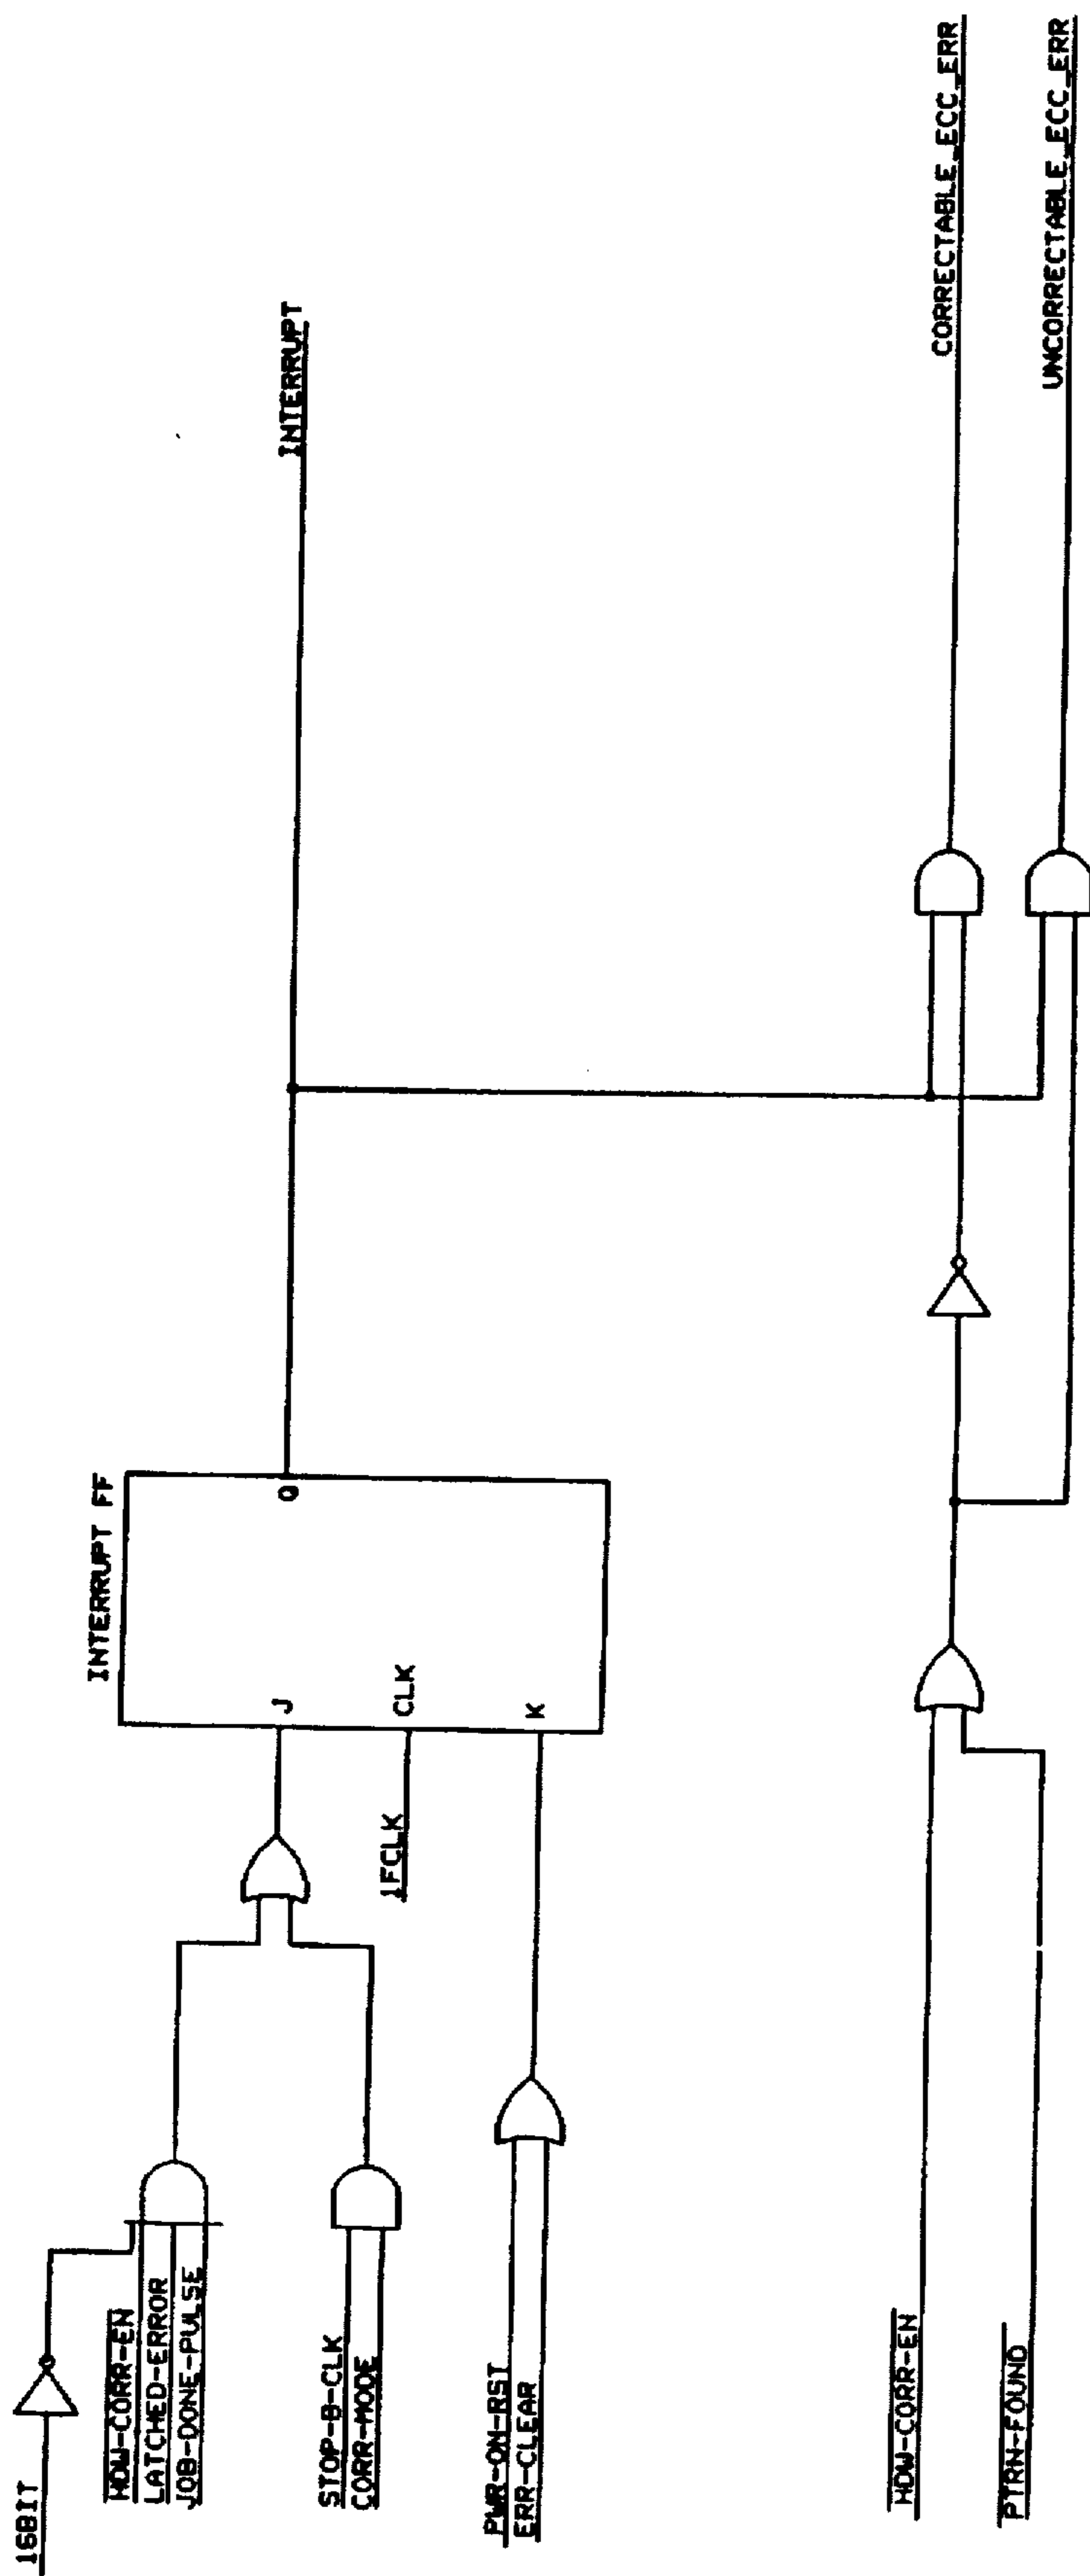 16BIT
HDW-CORR-EN
LATCHED-ERROR
JOB-DONE-PULSE
STOP-B-CLK
CORR-MODE
PWR-ON-RST
ERR-CLEAR
1FCLK
INTERRUPT FF
J
CLK
K
Q
INTERRUPT
HDW-CORR-EN
PTRN-FOUND
CORRECTABLE_ECC_ERR
UNCORRECTABLE_ECC_ERR